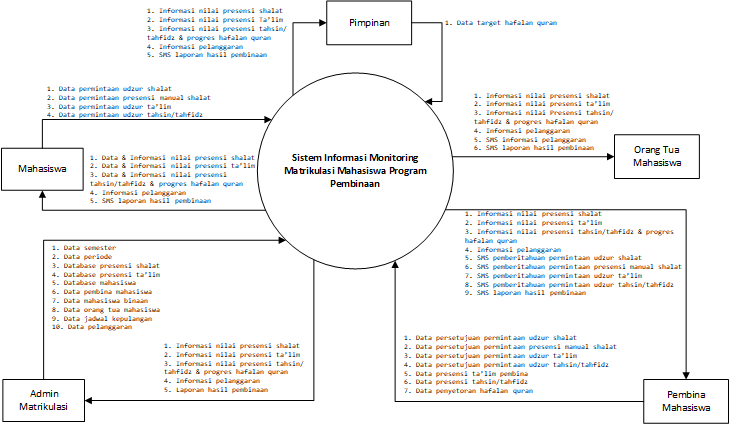 1. Informasi nilai presensi shalat
2. Informasi nilai presensi Ta'lim
3. Informasi nilai presensi tahsin/
tahfidz & progres hafalan quran
4. Informasi pelanggaran
5. SMS laporan hasil pembinaan
Pimpinan
1. Data target hafalan quran
1. Data permintaan udzur shalat
2. Data permintaan presensi manual shalat
3. Data permintaan udzur ta'lim
4. Data permintaan udzur tahsin/tahfidz
1. Informasi nilai presensi shalat
2. Informasi nilai presensi ta'lim
3. Informasi nilai Presensi tahsin/
tahfidz & progres hafalan quran
4. Informasi pelanggaran
5. SMS informasi pelanggaran
6. SMS laporan hasil pembinaan
Mahasiswa
1. Data & Informasi nilai presensi shalat
2. Data & Informasi nilai presensi ta'lim
3. Data & Informasi nilai presensi
tahsin/tahfidz & progres hafalan quran
4. Informasi pelanggaran
5. SMS laporan hasil pembinaan
Sistem Informasi Monitoring
Matrikulasi Mahasiswa Program
Pembinaan
Orang Tua
Mahasiswa
1. Informasi nilai presensi shalat
2. Informasi nilai presensi ta'lim
3. Informasi nilai presensi tahsin/tahfidz & progres
hafalan quran
4. Informasi pelanggaran
5. SMS pemberitahuan permintaan udzur shalat
6. SMS pemberitahuan permintaan presensi manual shalat
7. SMS pemberitahuan permintaan udzur ta'lim
8. SMS pemberitahuan permintaan udzur tahsin/tahfidz
9. SMS laporan hasil pembinaan
1. Data semester
2. Data periode
3. Database presensi shalat
4. Database presensi ta'lim
5. Database mahasiswa
6. Data pembina mahasiswa
7. Data mahasiswa binaan
8. Data orang tua mahasiswa
9. Data jadwal kepulangan
10. Data pelanggaran
1. Informasi nilai presensi shalat
2. Informasi nilai presensi ta'lim
3. Informasi nilai presensi tahsin/
tahfidz & progres hafalan quran
4. Informasi pelanggaran
5. Laporan hasil pembinaan
1. Data persetujuan permintaan udzur shalat
2. Data persetujuan permintaan presensi manual shalat
3. Data persetujuan permintaan udzur ta'lim
4. Data persetujuan permintaan udzur tahsin/tahfidz
5. Data presensi ta'lim pembina
6. Data presensi tahsin/tahfidz
7. Data penyetoran hafalan quran
Admin
Matrikulasi
Pembina
Mahasiswa